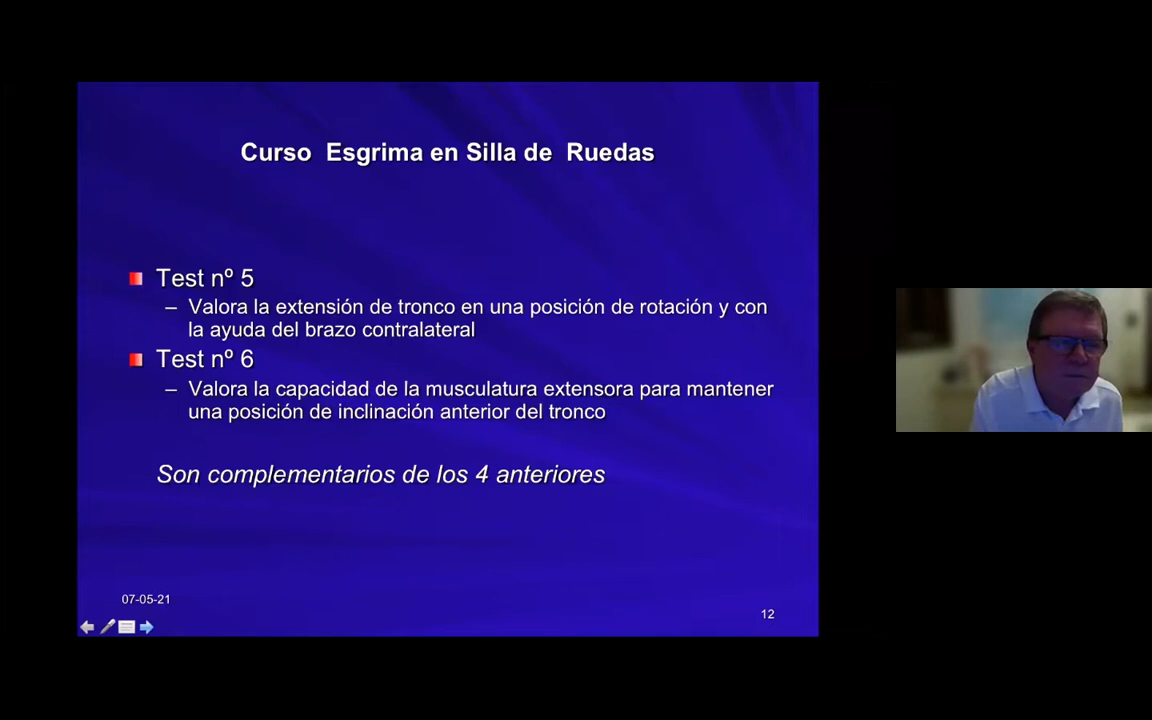 Curso Esgrima en Silla de Ruedas
Test nº 5
– Valora la extensión de tronco en una posición de rotación y con
la ayuda del brazo contralateral
Test nº 6
– Valora la capacidad de la musculatura extensora para mantener
una posición de inclinación anterior del tronco
Son complementarios de los 4 anteriores
07-05-21
12